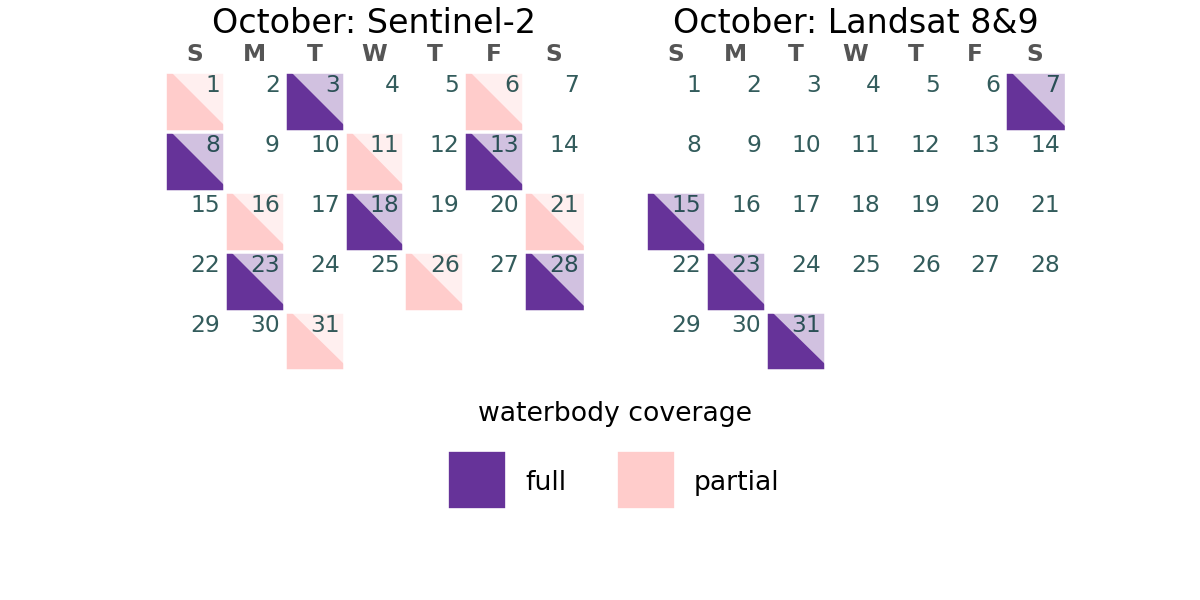 October: Sentinel-2
S M T W T F S
1 2 3 4 5 6 7
8 9 10 11 12 13 14
15 16 17 18 19 20 21
22 23 24 25 26 27 28
29 30 31
October: Landsat 8&9
S M T W T F S
1 2 3 4 5 6 7
8 9 10 11 12 13 14
15 16 17 18 19 20 21
22 23 24 25 26 27 28
29 30 31
waterbody coverage
full partial